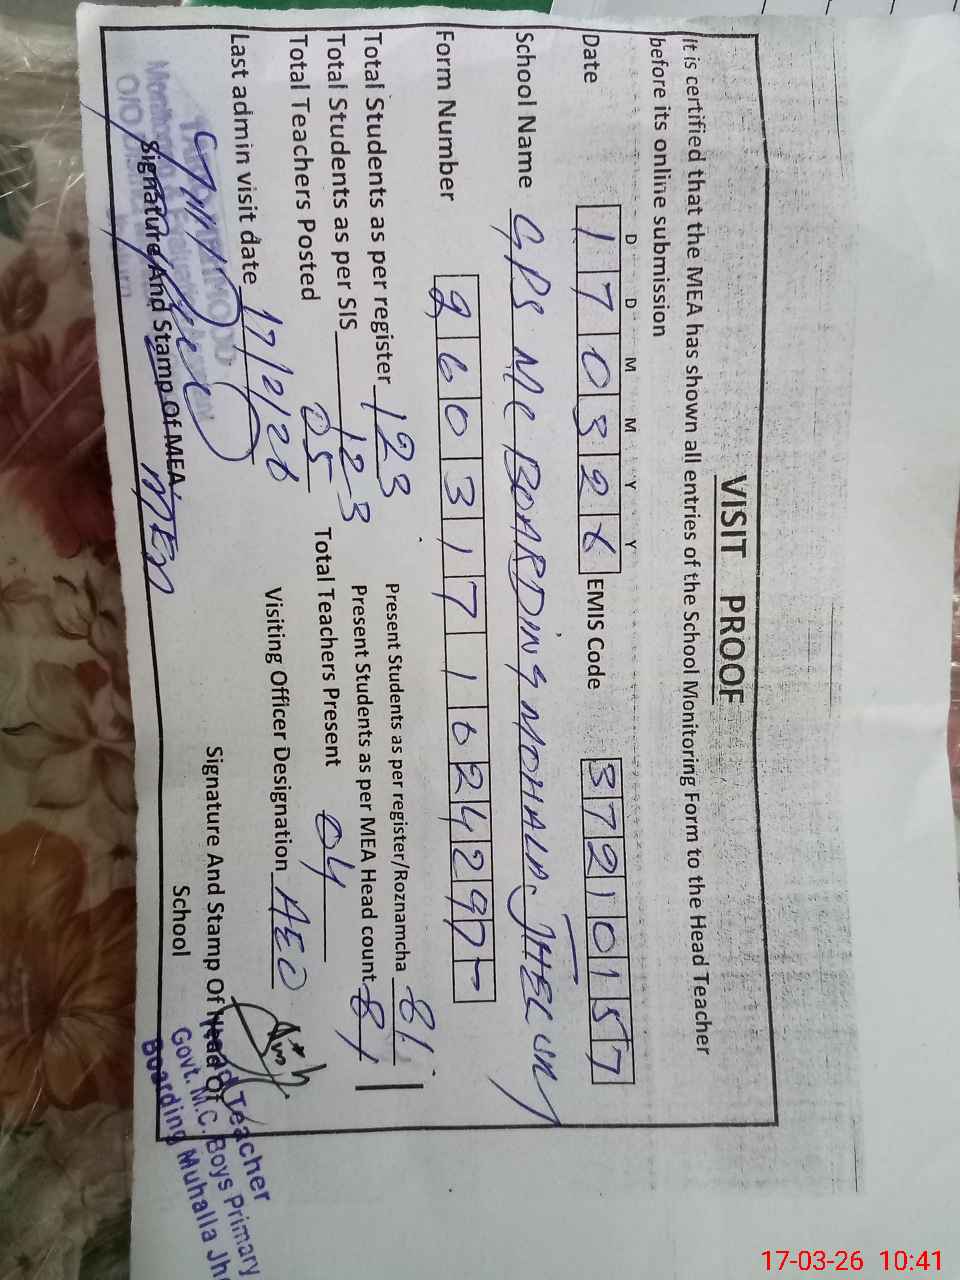 VISIT PROOF
It is certified that the MEA has shown all entries of the School Monitoring Form to the Head Teacher
before its online submission
D D M M Y Y
Date 1 7 0 3 2 6 EMIS Code 3 7 2 1 0 1 5 7
School Name GPS MC BOARDING MOHALA JHELUM
Form Number 2 6 0 3 1 7 1 6 2 4 2 9 7 -
Total Students as per register 123 Present Students as per register/Roznamcha 81
Total Students as per SIS 123 Present Students as per MEA Head count 81
Total Teachers Posted 05 Total Teachers Present 04
Last admin visit date 17/2/26 Visiting Officer Designation AEO
Signature And Stamp Of MEA Signature And Stamp Of Head Of
School
Head Teacher
Govt. M.C. Boys Primary
Boarding Muhalla
17-03-26 10:41